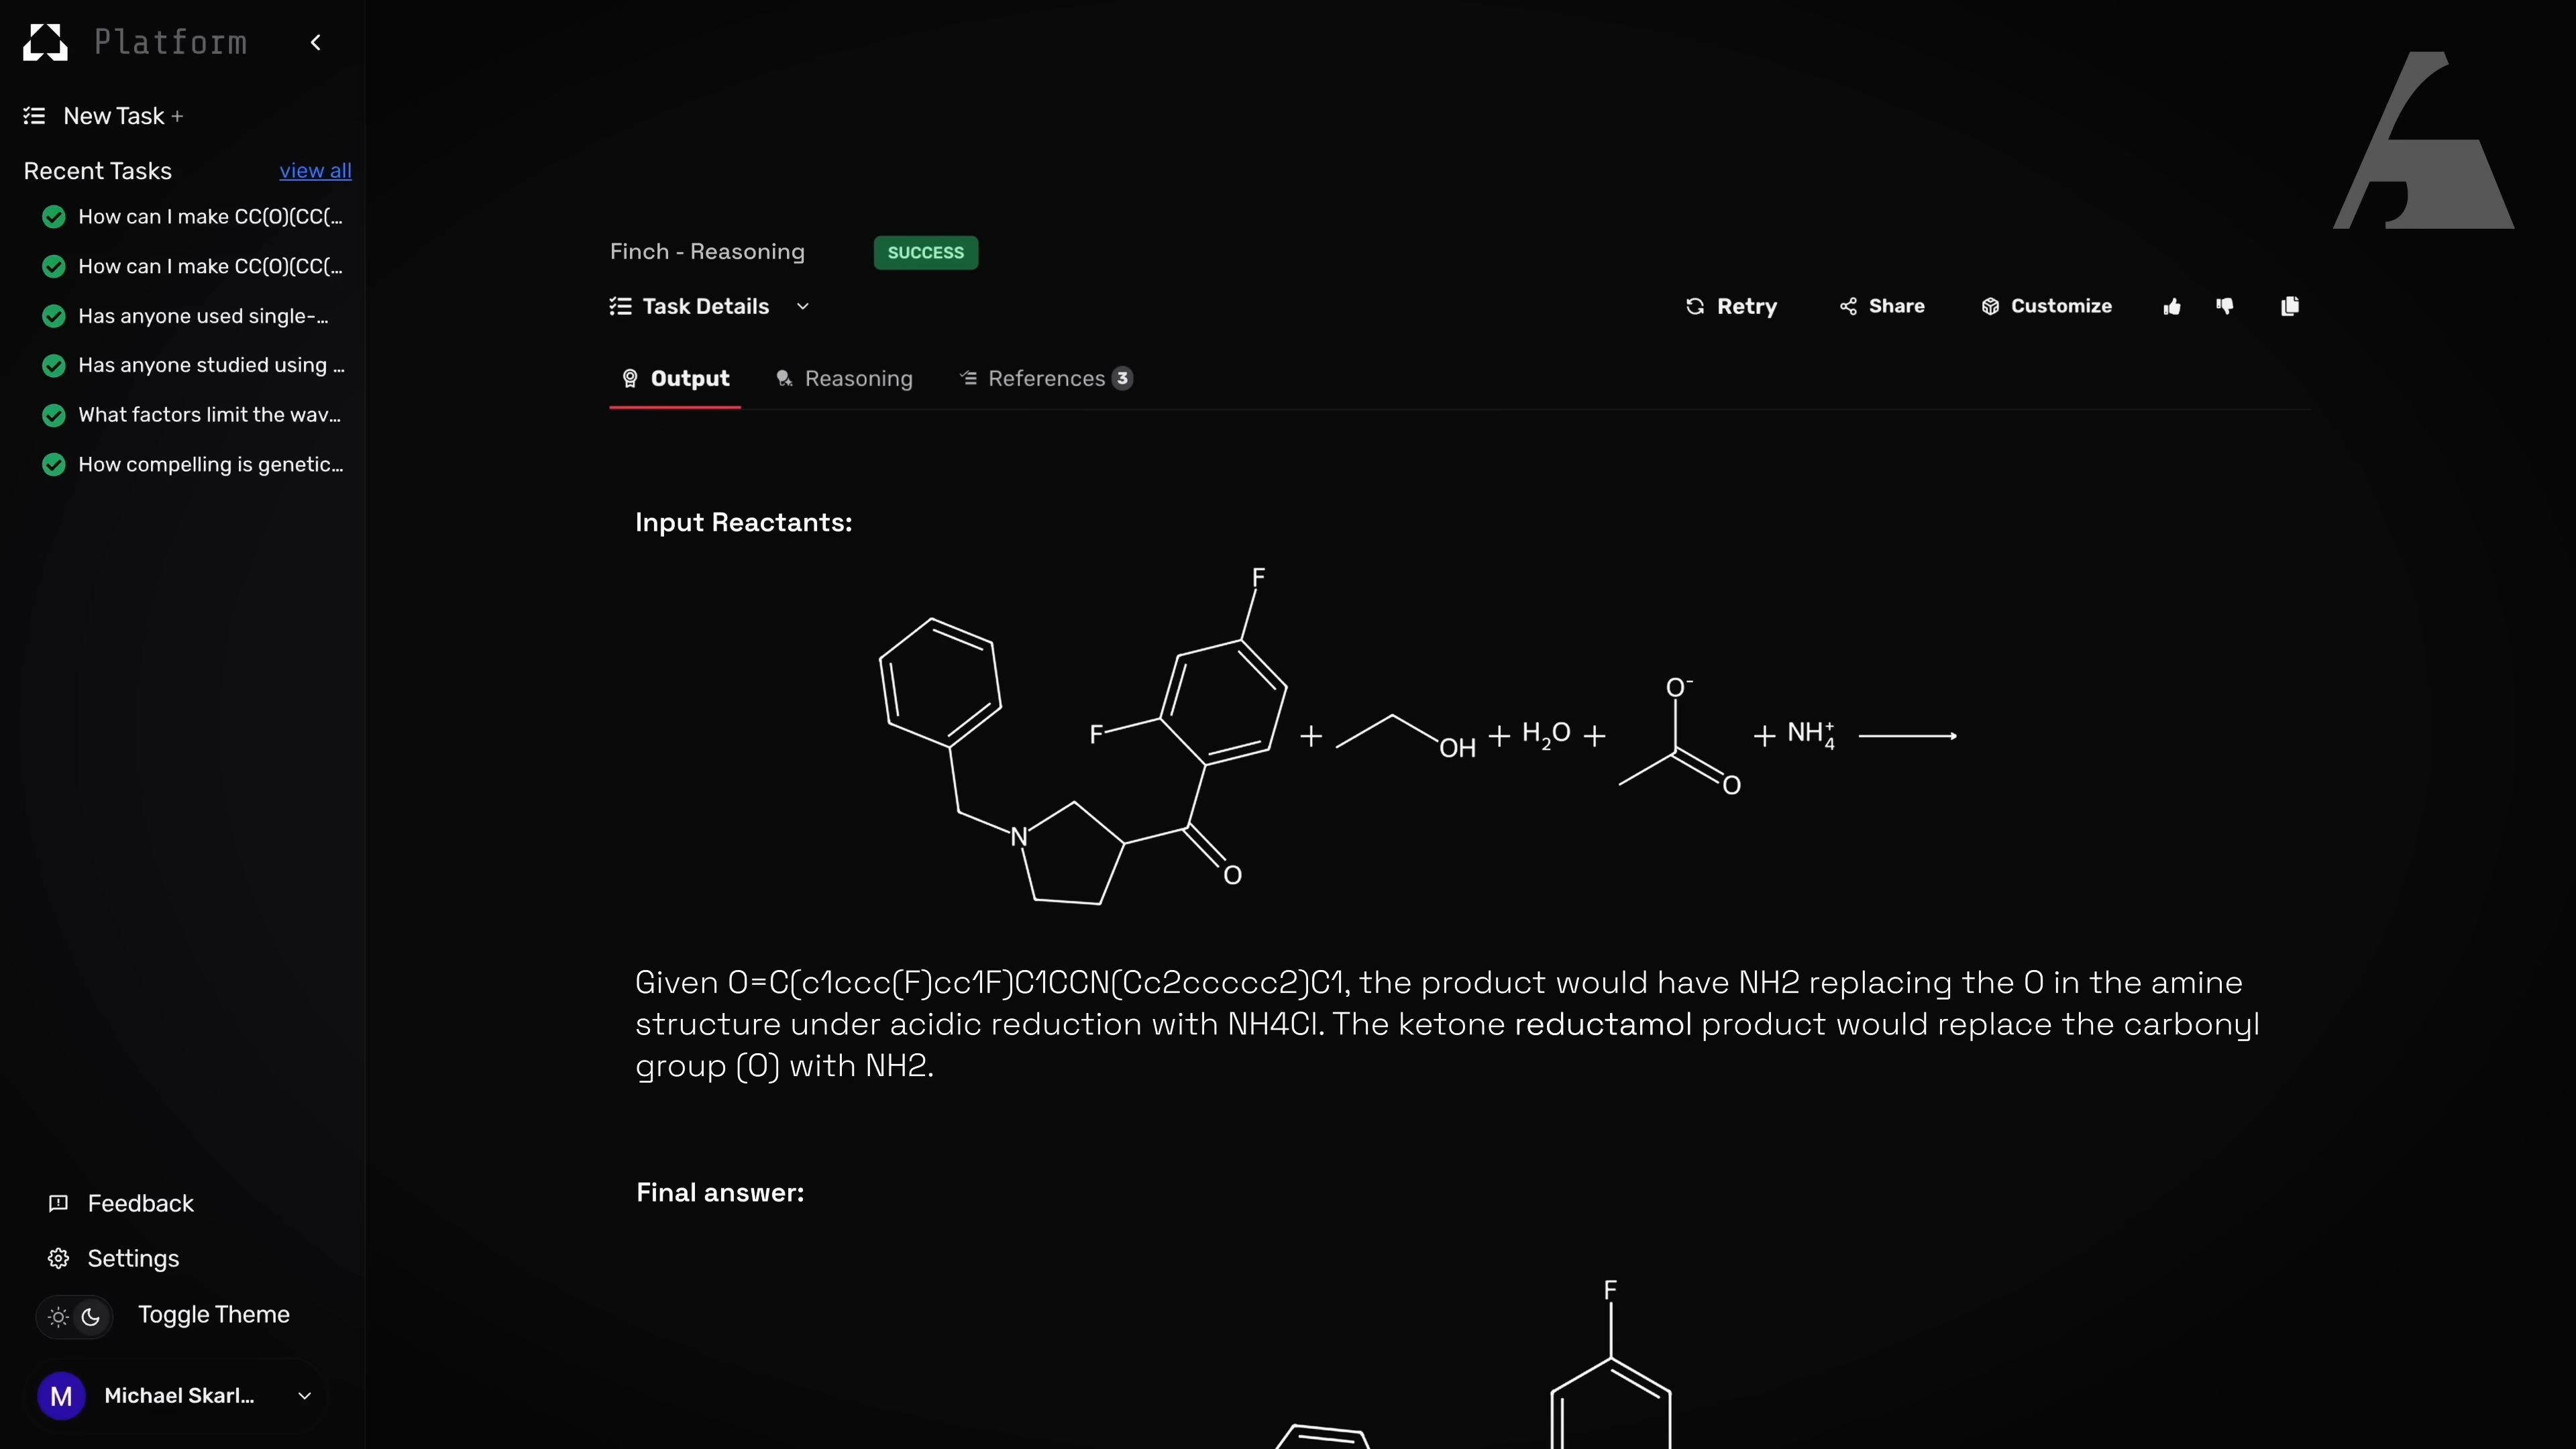 Platform
New Task +
Recent Tasks
view all
How can I make CC(O)(CC(...
How can I make CC(O)(CC(...
Has anyone used single-...
Has anyone studied using ...
What factors limit the wav...
How compelling is genetic...
Feedback
Settings
Toggle Theme
M
Michael Skarl...
Finch - Reasoning
SUCCESS
Task Details
Retry
Share
Customize
Output
Reasoning
References 3
Input Reactants:
F
F
N
O
+
OH
+
H₂O
+
O⁻
O
+
NH₄⁺
Given O=C(c1ccc(F)cc1F)C1CCN(Cc2ccccc2)C1, the product would have NH2 replacing the O in the amine
structure under acidic reduction with NH4Cl. The ketone reductamol product would replace the carbonyl
group (O) with NH2.
Final answer:
F